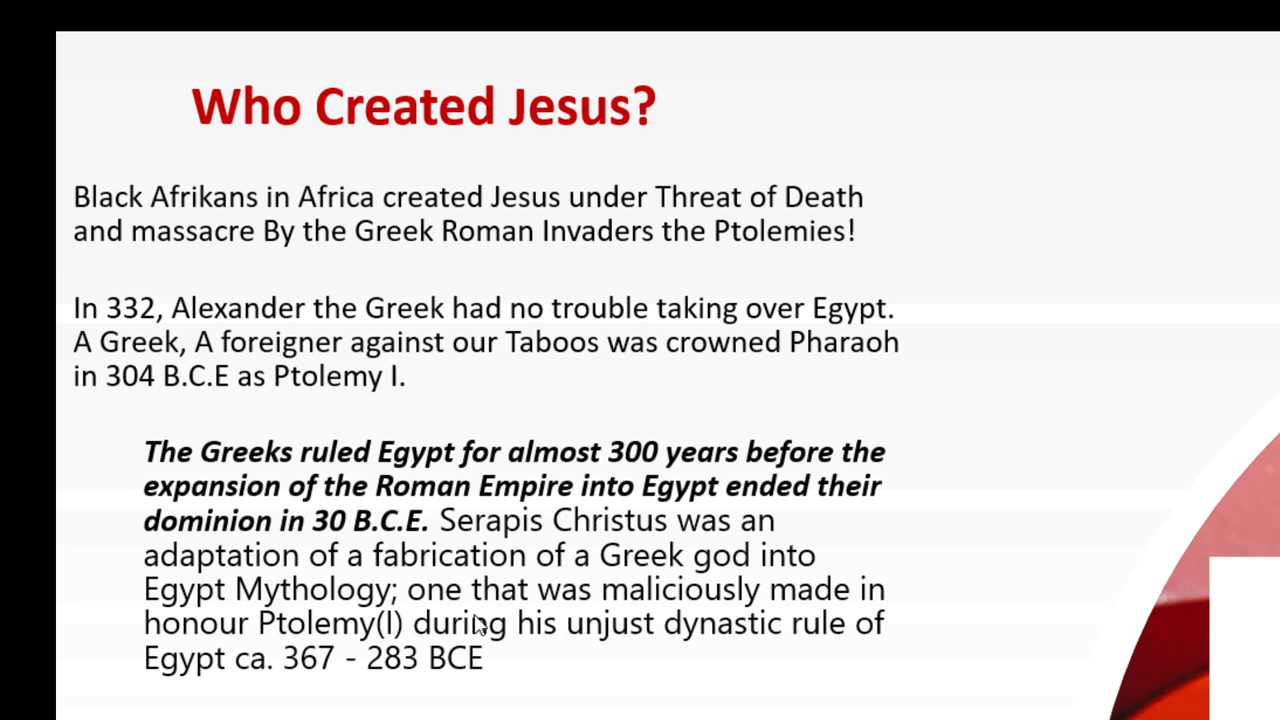 Who Created Jesus?
Black Afrikans in Africa created Jesus under Threat of Death
and massacre By the Greek Roman Invaders the Ptolemies!
In 332, Alexander the Greek had no trouble taking over Egypt.
A Greek, A foreigner against our Taboos was crowned Pharaoh
in 304 B.C.E as Ptolemy I.
The Greeks ruled Egypt for almost 300 years before the
expansion of the Roman Empire into Egypt ended their
dominion in 30 B.C.E. Serapis Christus was an
adaptation of a fabrication of a Greek god into
Egypt Mythology; one that was maliciously made in
honour Ptolemy(I) during his unjust dynastic rule of
Egypt ca. 367 - 283 BCE